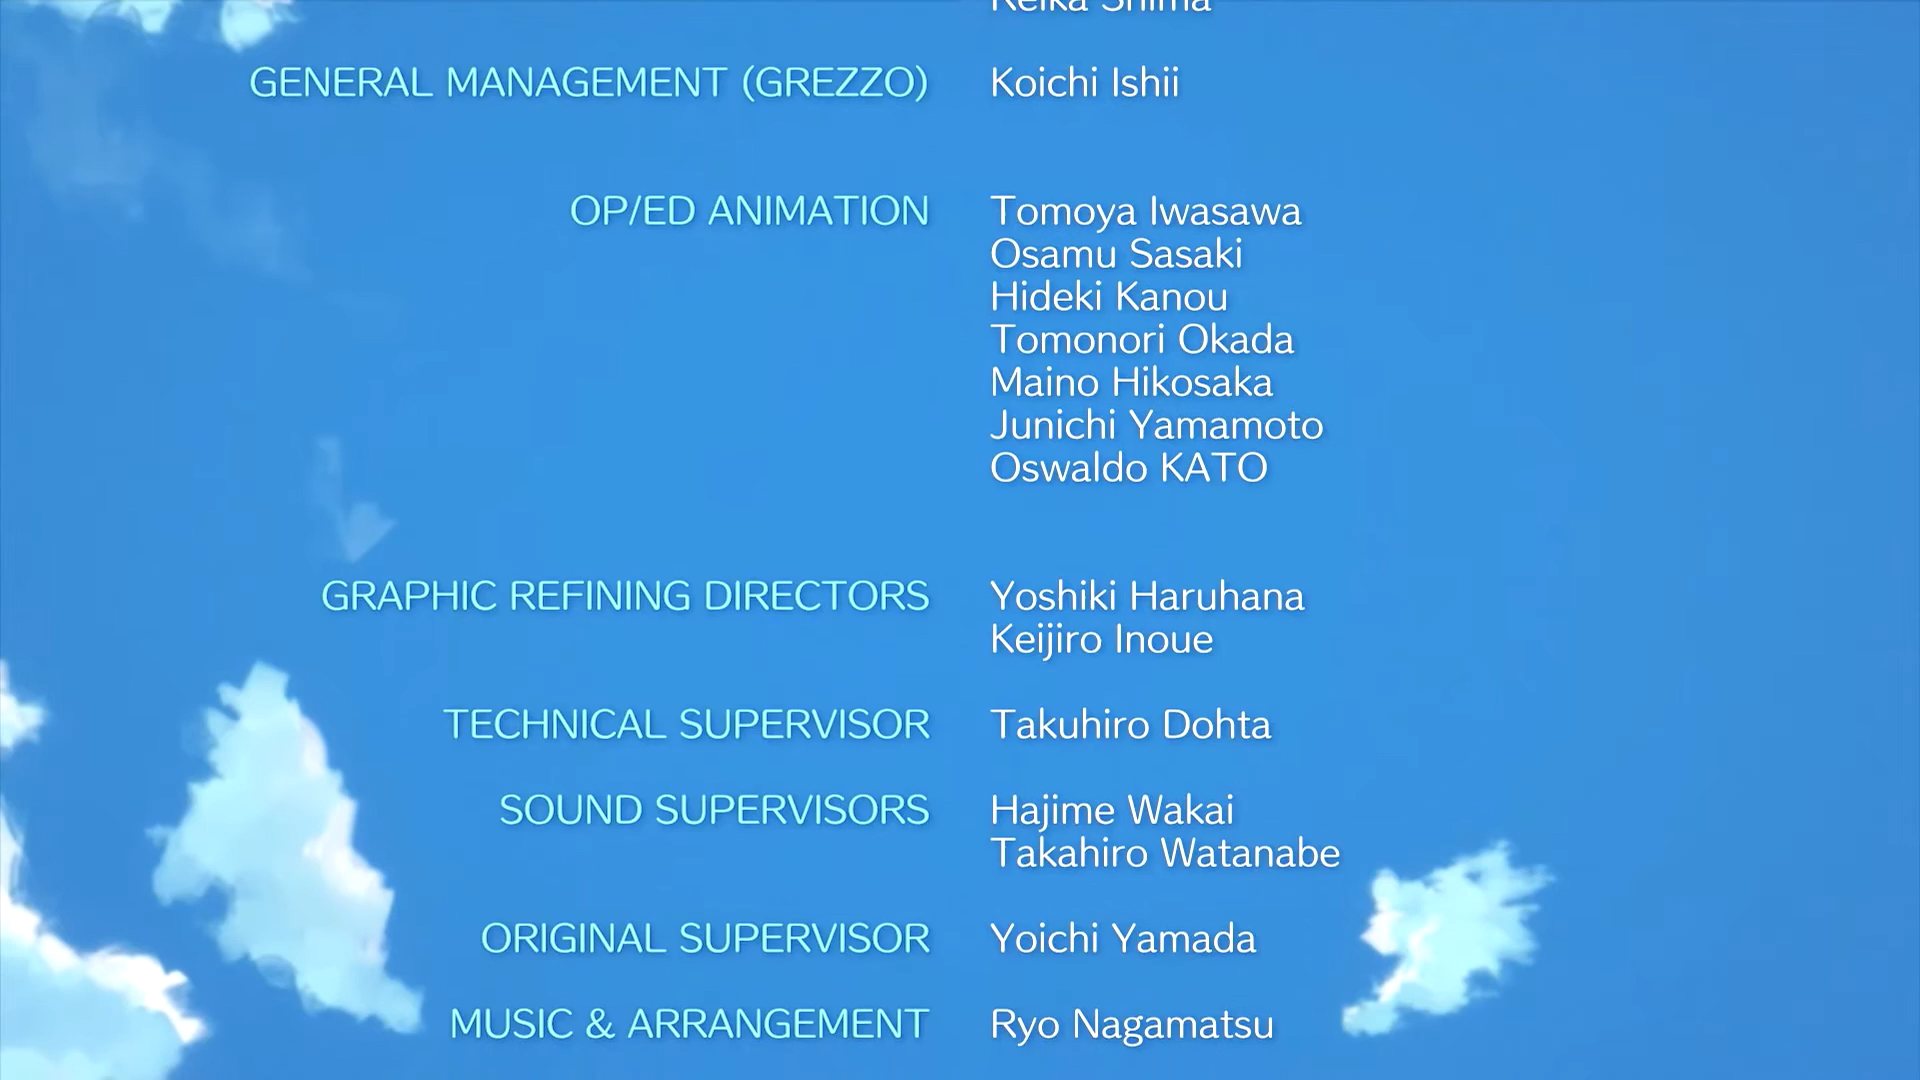 Keika Shima
GENERAL MANAGEMENT (GREZZO) Koichi Ishii
OP/ED ANIMATION Tomoya Iwasawa
Osamu Sasaki
Hideki Kanou
Tomonori Okada
Maino Hikosaka
Junichi Yamamoto
Oswaldo KATO
GRAPHIC REFINING DIRECTORS Yoshiki Haruhana
Keijiro Inoue
TECHNICAL SUPERVISOR Takuhiro Dohta
SOUND SUPERVISORS Hajime Wakai
Takahiro Watanabe
ORIGINAL SUPERVISOR Yoichi Yamada
MUSIC & ARRANGEMENT Ryo Nagamatsu